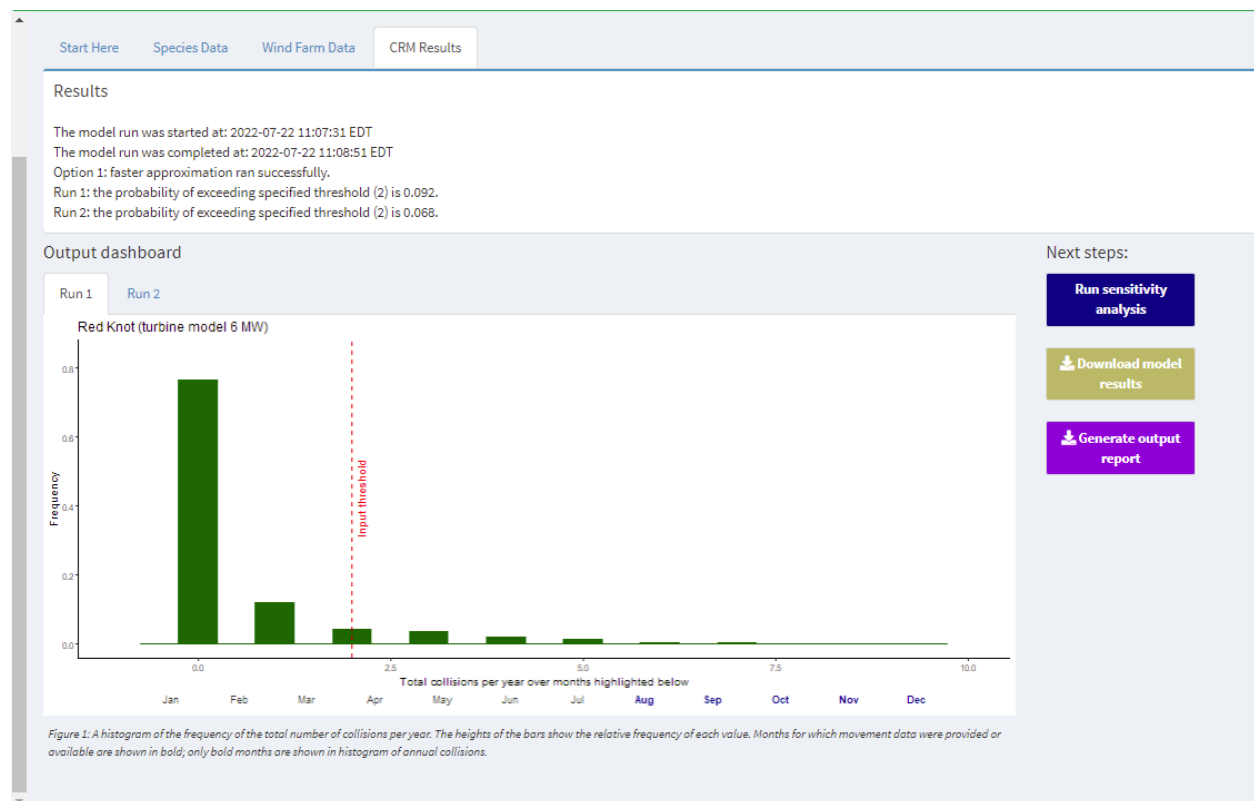 Start Here Species Data Wind Farm Data CRM Results
Results
The model run was started at: 2022-07-22 11:07:31 EDT
The model run was completed at: 2022-07-22 11:08:51 EDT
Option 1: faster approximation ran successfully.
Run 1: the probability of exceeding specified threshold (2) is 0.092.
Run 2: the probability of exceeding specified threshold (2) is 0.068.
Output dashboard
Run 1 Run 2
Red Knot (turbine model 6 MW)
0.8
0.6
0.4
0.2
0.0
Frequency
Input threshold
0.0 2.5 5.0 7.5 10.0
Total collisions per year over months highlighted below
Jan Feb Mar Apr May Jun Jul Aug Sep Oct Nov Dec
Figure 1: A histogram of the frequency of the total number of collisions per year. The heights of the bars show the relative frequency of each value. Months for which movement data were provided or
available are shown in bold; only bold months are shown in histogram of annual collisions.
Next steps:
Run sensitivity
analysis
Download model
results
Generate output
report